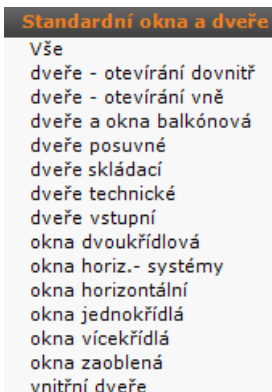 Standardní okna a dveře
Vše
dveře - otevírání dovnitř
dveře - otevírání vně
dveře a okna balkónová
dveře posuvné
dveře skládací
dveře technické
dveře vstupní
okna dvoukřídlová
okna horiz.- systémy
okna horizontální
okna jednokřídlá
okna vícekřídlá
okna zaoblená
vnitřní dveře